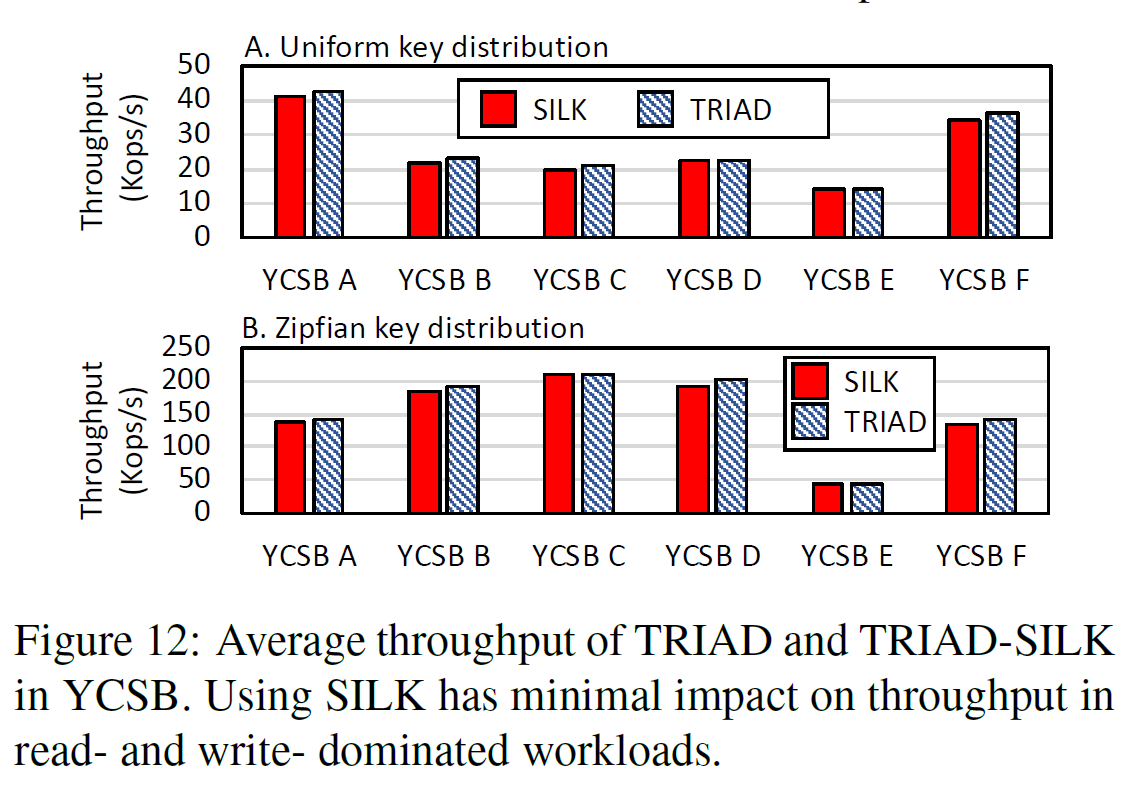 A. Uniform key distribution
Throughput
(Kops/s)
50
40
30
20
10
0
SILK
TRIAD
YCSB A
YCSB B
YCSB C
YCSB D
YCSB E
YCSB F
B. Zipfian key distribution
Throughput
(Kops/s)
250
200
150
100
50
0
SILK
TRIAD
YCSB A
YCSB B
YCSB C
YCSB D
YCSB E
YCSB F
Figure 12: Average throughput of TRIAD and TRIAD-SILK
in YCSB. Using SILK has minimal impact on throughput in
read- and write- dominated workloads.